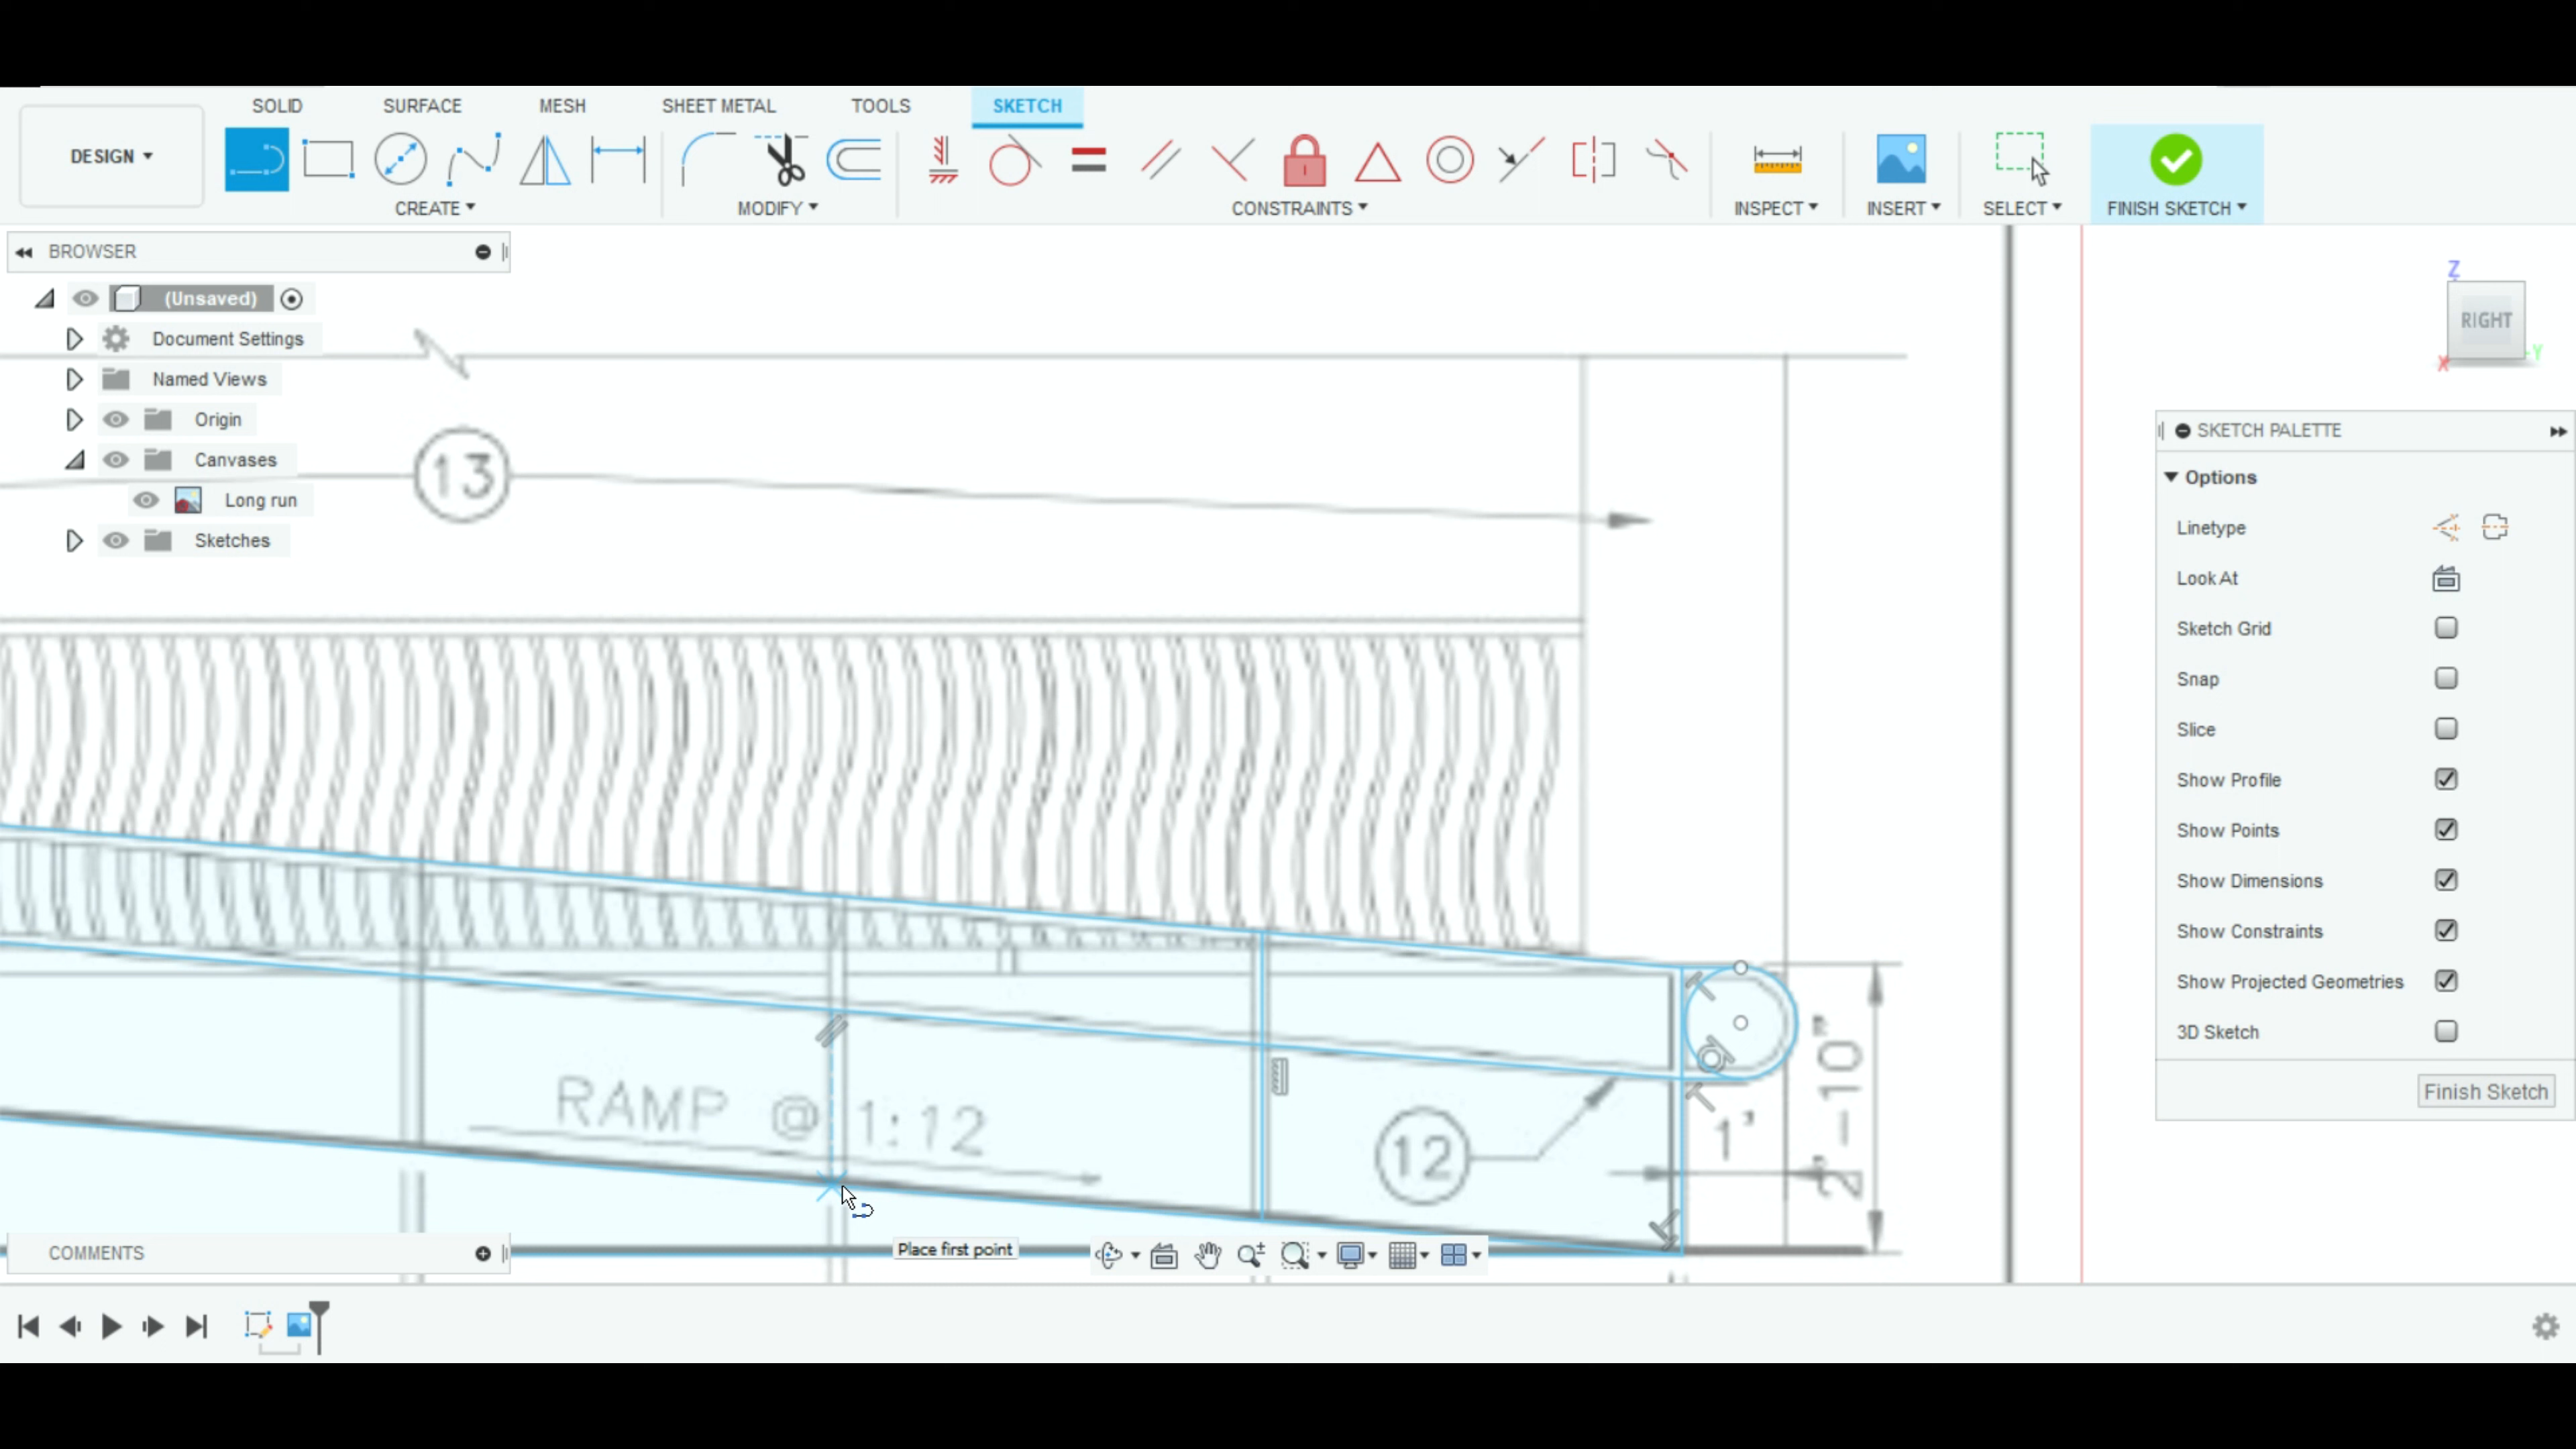 SOLID SURFACE MESH SHEET METAL TOOLS SKETCH
DESIGN
CREATE MODIFY CONSTRAINTS INSPECT INSERT SELECT FINISH SKETCH
BROWSER
(Unsaved)
Document Settings
Named Views
Origin
Canvases
Long run
Sketches
13
Z
RIGHT
X
-Y
SKETCH PALETTE
Options
Linetype
Look At
Sketch Grid
Snap
Slice
Show Profile
Show Points
Show Dimensions
Show Constraints
Show Projected Geometries
3D Sketch
Finish Sketch
RAMP @ 1:12
12
1'
2'-10"
COMMENTS
Place first point